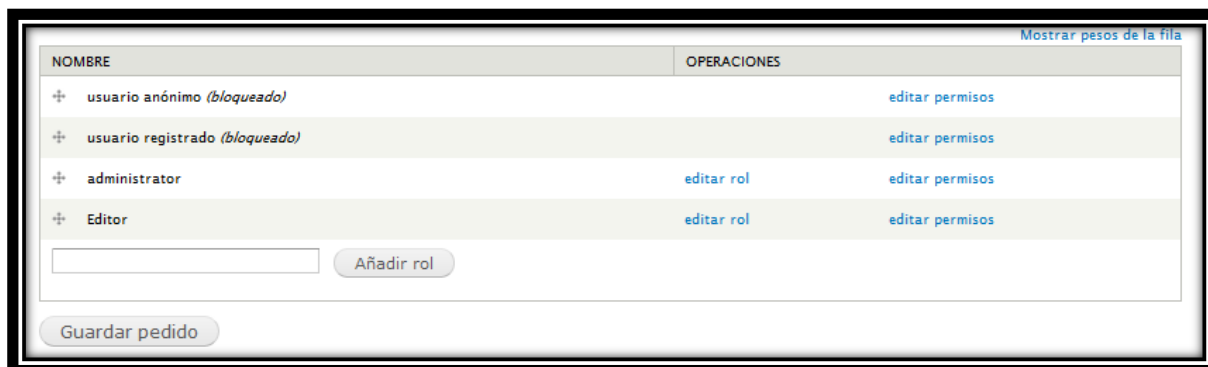 Mostrar pesos de la fila
NOMBRE OPERACIONES
usuario anónimo (bloqueado) editar permisos
usuario registrado (bloqueado) editar permisos
administrator editar rol editar permisos
Editor editar rol editar permisos
Añadir rol
Guardar pedido